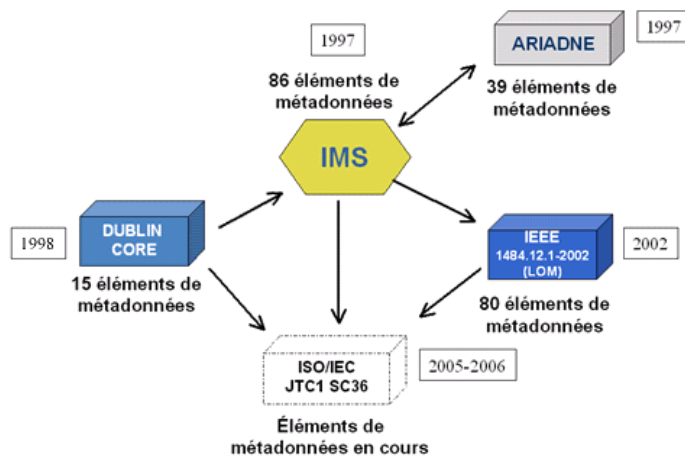 1997
86 éléments de
métadonnées
IMS
ARIADNE
1997
39 éléments de
métadonnées
1998
DUBLIN
CORE
15 éléments de
métadonnées
IEEE
1484.12.1-2002
(LOM)
2002
80 éléments de
métadonnées
ISO/IEC
JTC1 SC36
2005-2006
Éléments de
métadonnées en cours